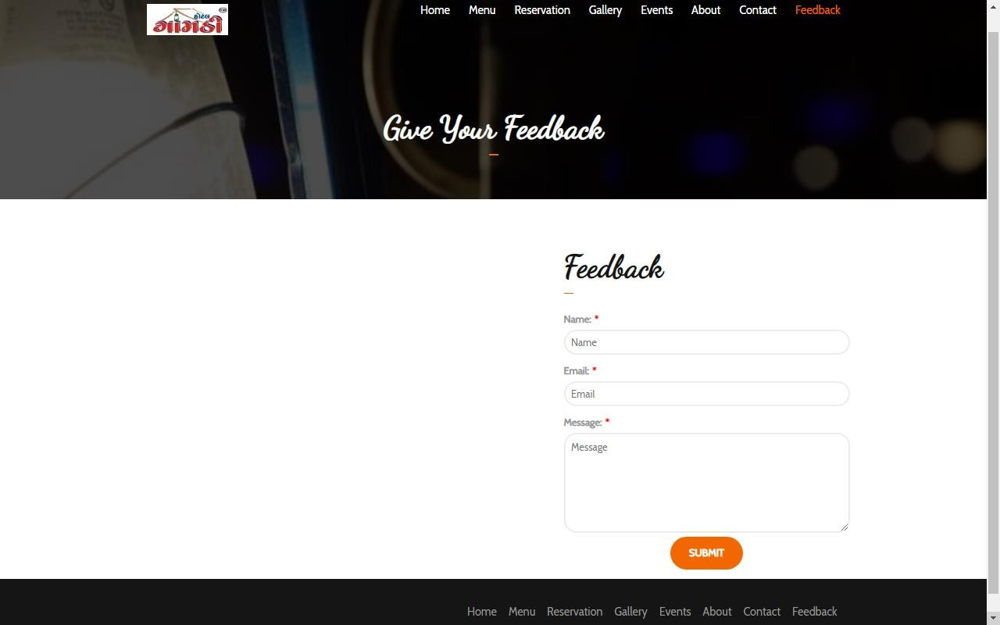 હોટલ
ગામઠી
Home Menu Reservation Gallery Events About Contact Feedback
Give Your Feedback
Feedback
Name: *
Name
Email: *
Email
Message: *
Message
SUBMIT
Home Menu Reservation Gallery Events About Contact Feedback